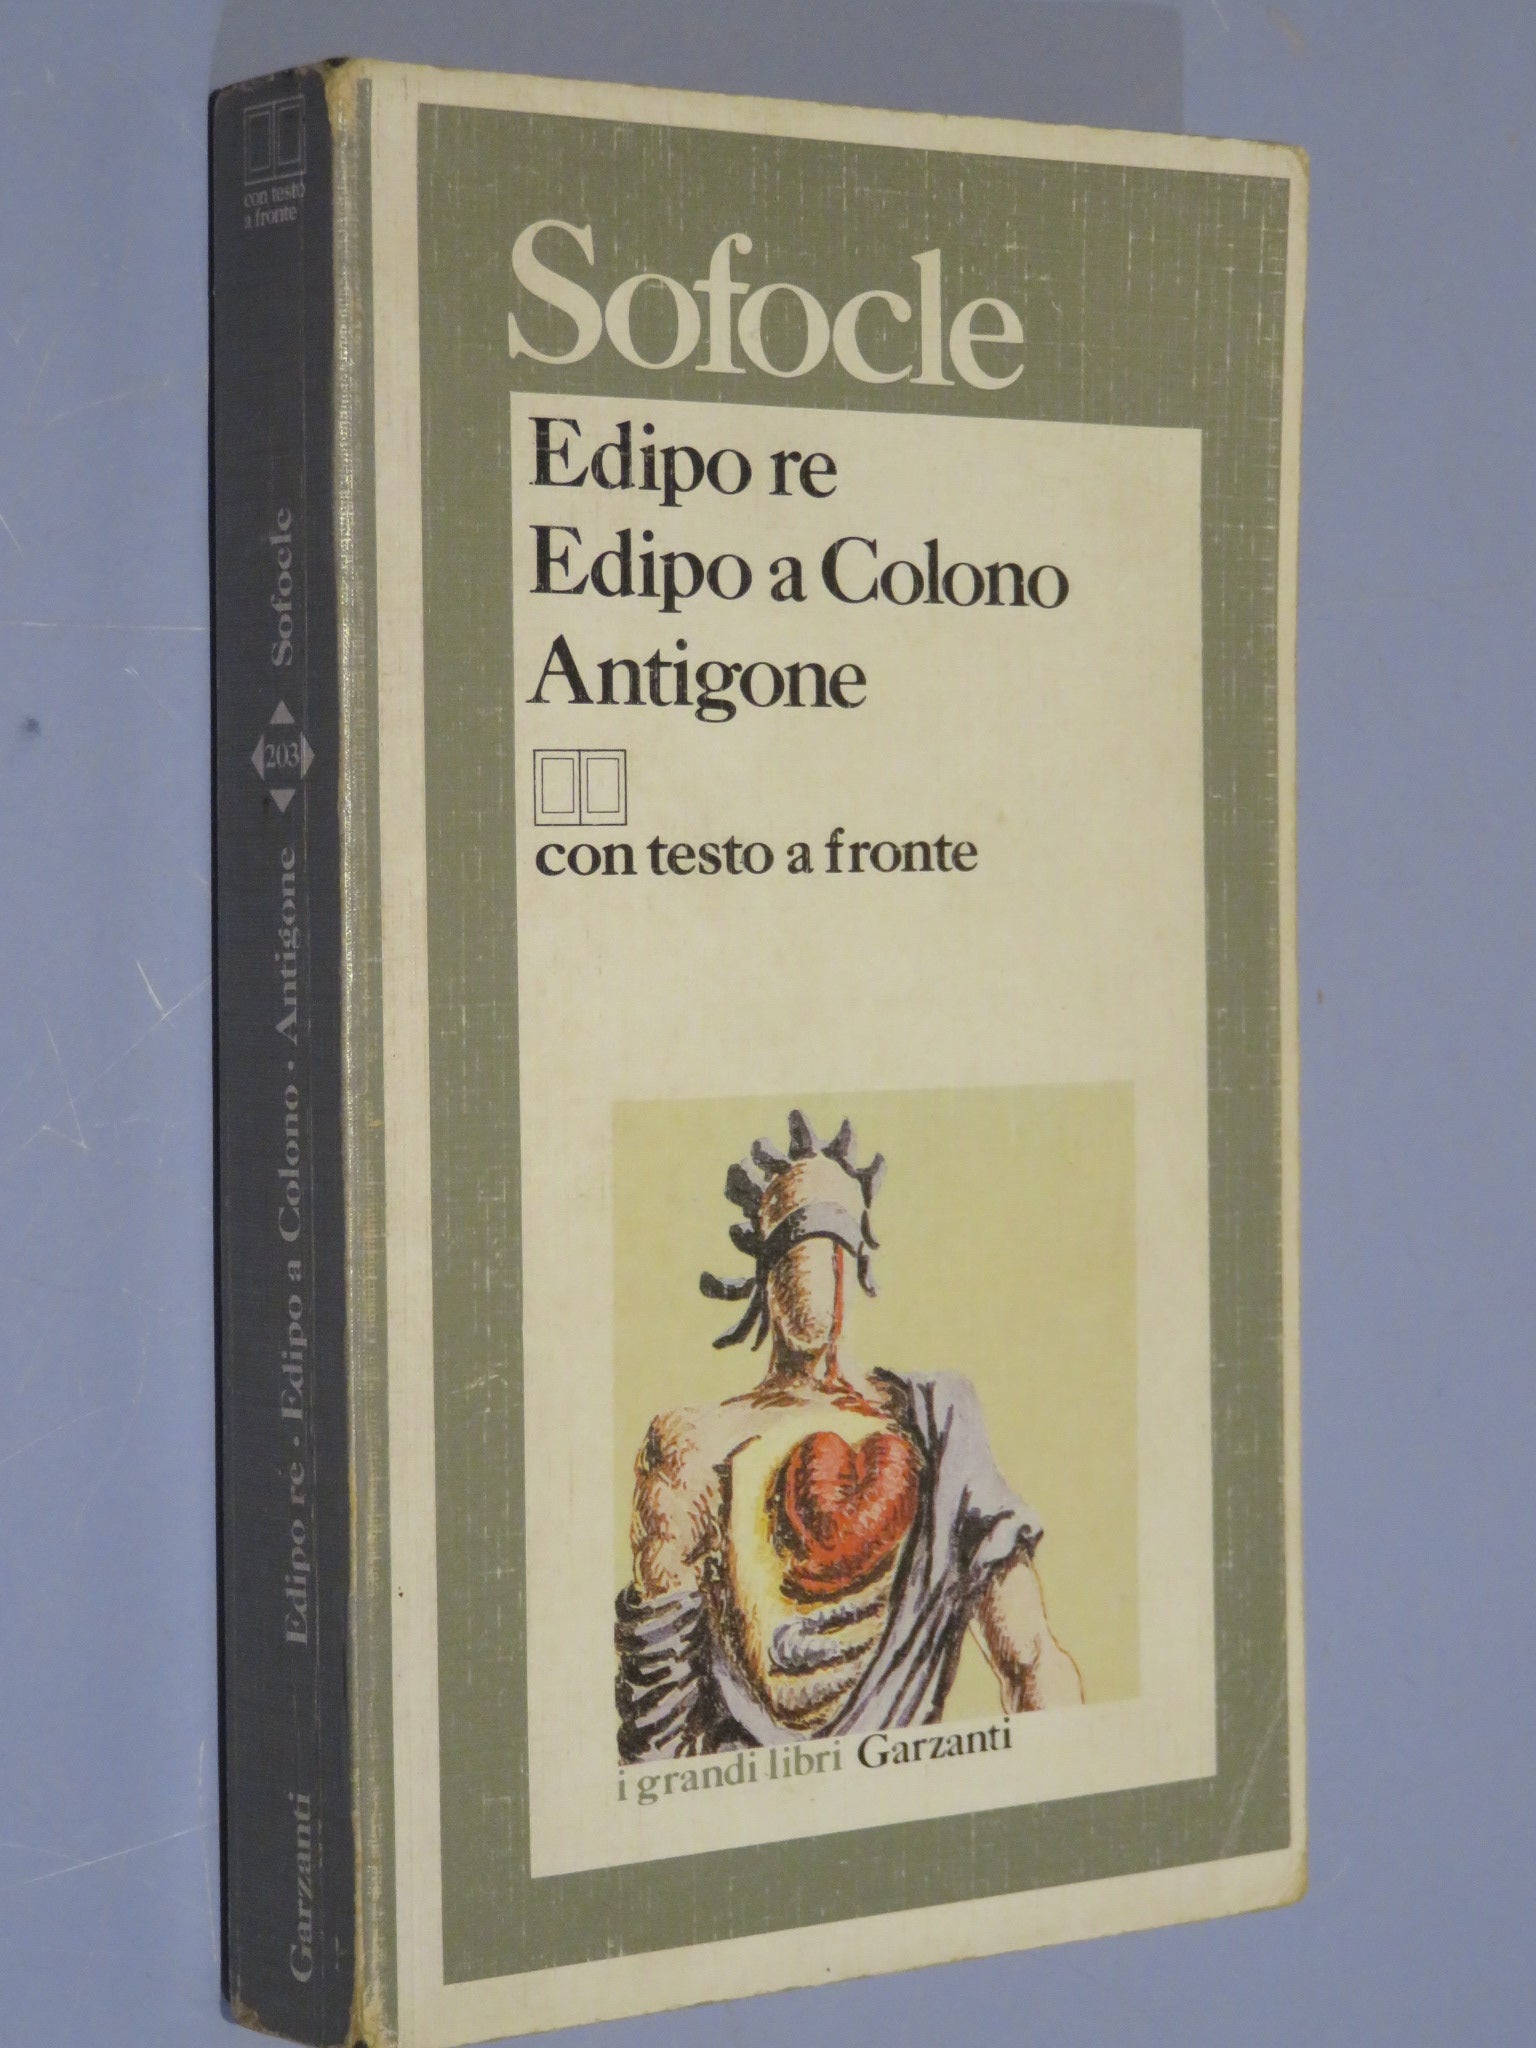 con testo
a fronte
Sofocle
203
Edipo re · Edipo a Colono · Antigone
Garzanti
Sofocle
Edipo re
Edipo a Colono
Antigone
con testo a fronte
i grandi libri Garzanti